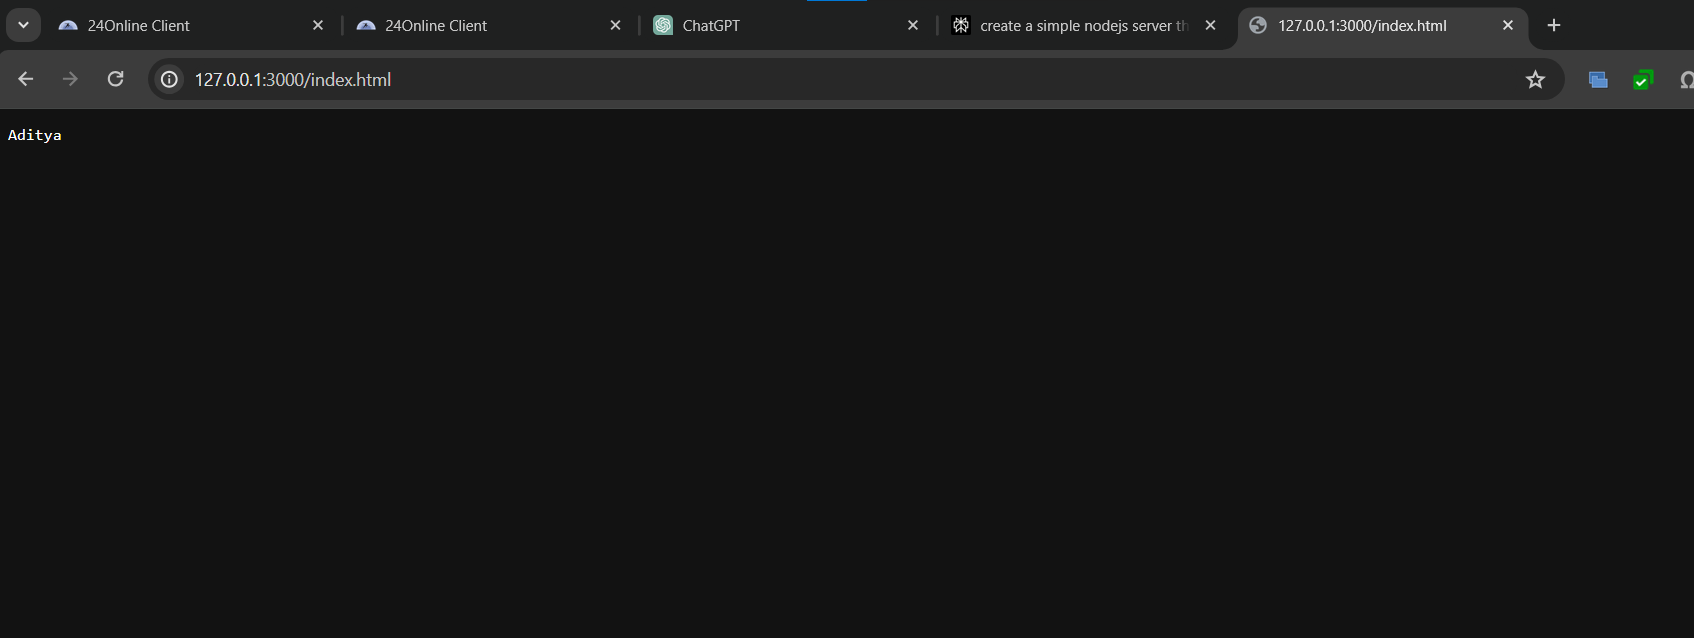 24Online Client
24Online Client
ChatGPT
create a simple nodejs server th
127.0.0.1:3000/index.html
127.0.0.1:3000/index.html
Aditya